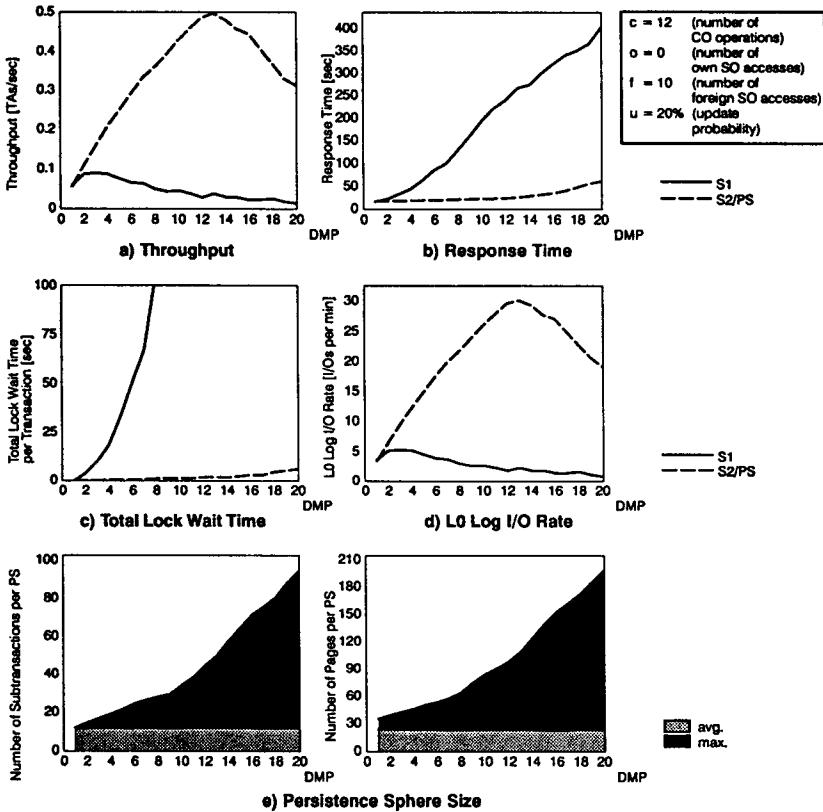 0.5
0.4
0.3
0.2
0.1
0
Throughput [TAs/sec]
0 2 4 6 8 10 12 14 16 18 20
DMP
a) Throughput
400
350
300
250
200
150
100
50
0
Response Time [sec]
0 2 4 6 8 10 12 14 16 18 20
DMP
b) Response Time
c = 12 (number of
CO operations)
o = 0 (number of
own SO accesses)
f = 10 (number of
foreign SO accesses)
u = 20% (update
probability)
S1
S2/PS
100
75
50
25
0
Total Lock Wait Time
per Transaction [sec]
0 2 4 6 8 10 12 14 16 18 20
DMP
c) Total Lock Wait Time
30
25
20
15
10
5
0
L0 Log I/O Rate [I/Os per min]
0 2 4 6 8 10 12 14 16 18 20
DMP
d) L0 Log I/O Rate
S1
S2/PS
100
80
60
40
20
0
Number of Subtransactions per PS
0 2 4 6 8 10 12 14 16 18 20
DMP
210
180
150
120
90
60
30
0
Number of Pages per PS
0 2 4 6 8 10 12 14 16 18 20
DMP
avg.
max.
e) Persistence Sphere Size